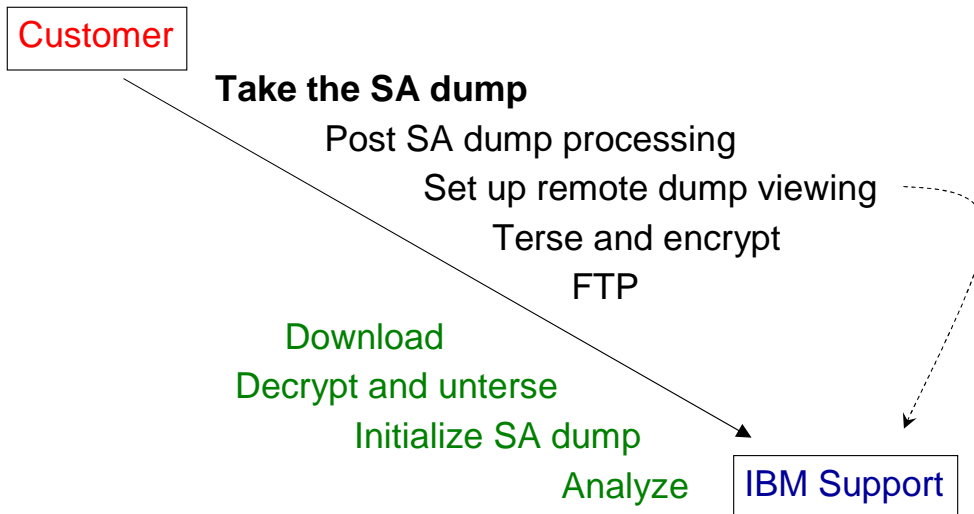 Customer
Take the SA dump
Post SA dump processing
Set up remote dump viewing
Terse and encrypt
FTP
Download
Decrypt and unterse
Initialize SA dump
Analyze
IBM Support